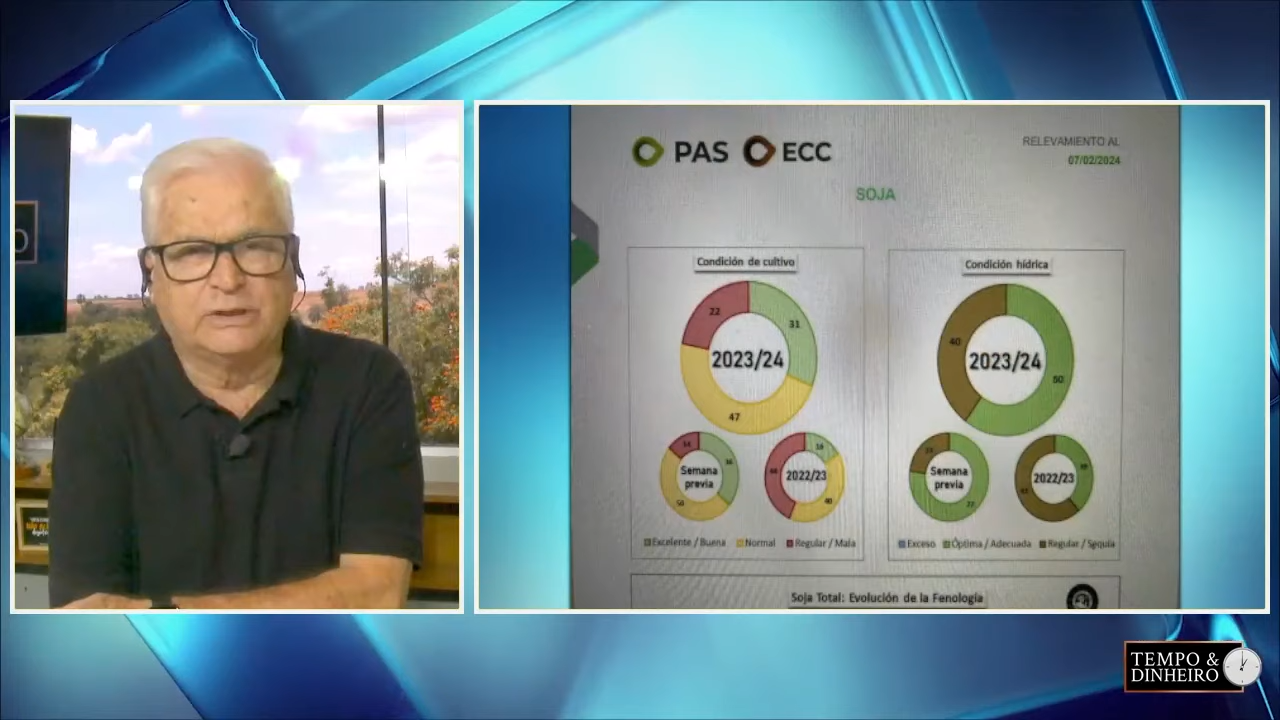 PAS ECC
RELEVAMIENTO AL
07/02/2024
SOJA
Condición de cultivo
22
31
2023/24
47
Semana
previa
50
2022/23
40
Excelente / Buena Normal Regular / Mala
Condición hídrica
40
60
2023/24
Semana
previa
77
2022/23
Exceso Óptima / Adecuada Regular / Sequía
Soja Total: Evolución de la Fenología
TEMPO &
DINHEIRO